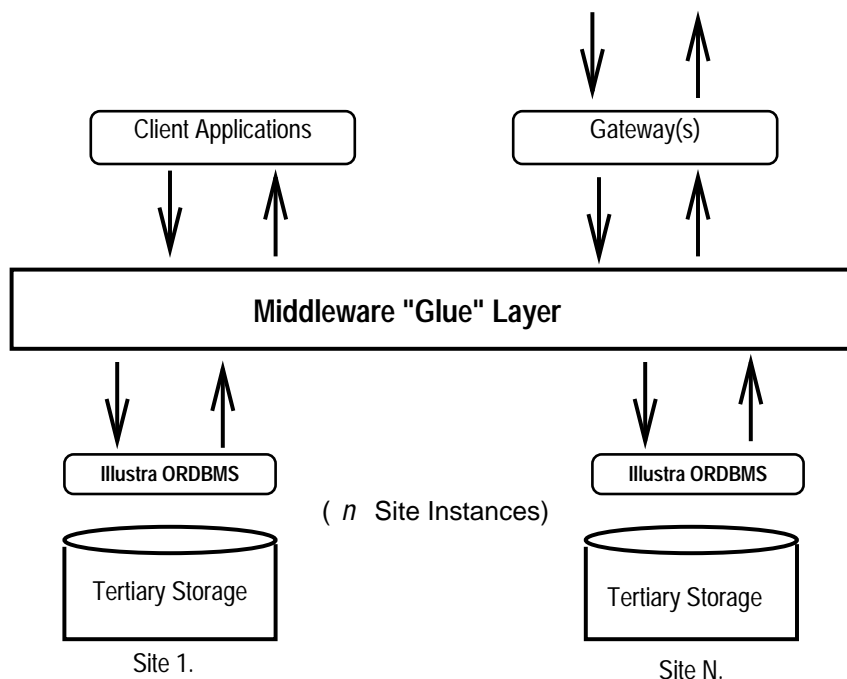 Client Applications
Gateway(s)
Middleware "Glue" Layer
Illustra ORDBMS
Illustra ORDBMS
( n Site Instances)
Tertiary Storage
Tertiary Storage
Site 1.
Site N.